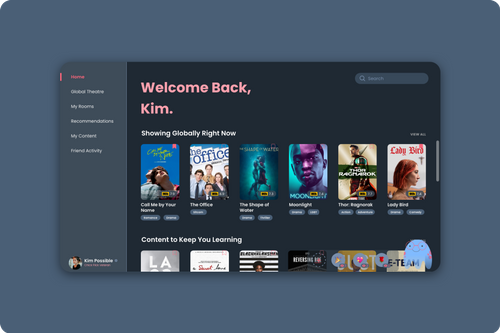 Home
Global Theatre
My Rooms
Recommendations
My Content
Friend Activity
Kim Possible
Welcome Back,
Kim.
Search
Showing Globally Right Now
VIEW ALL
the office
THE SHAPE OF WATER
MOONLIGHT
THOR
RAGNAROK
Lady Bird
Call Me by Your
Name
The Office
The Shape of
Water
Moonlight
Thor: Ragnarok
Lady Bird
Romance
Drama
Sitcom
Drama
Fantasy
Drama
Action
Adventure
Drama
Comedy
Content to Keep You Learning
REVERSING ROE
E-TEAM